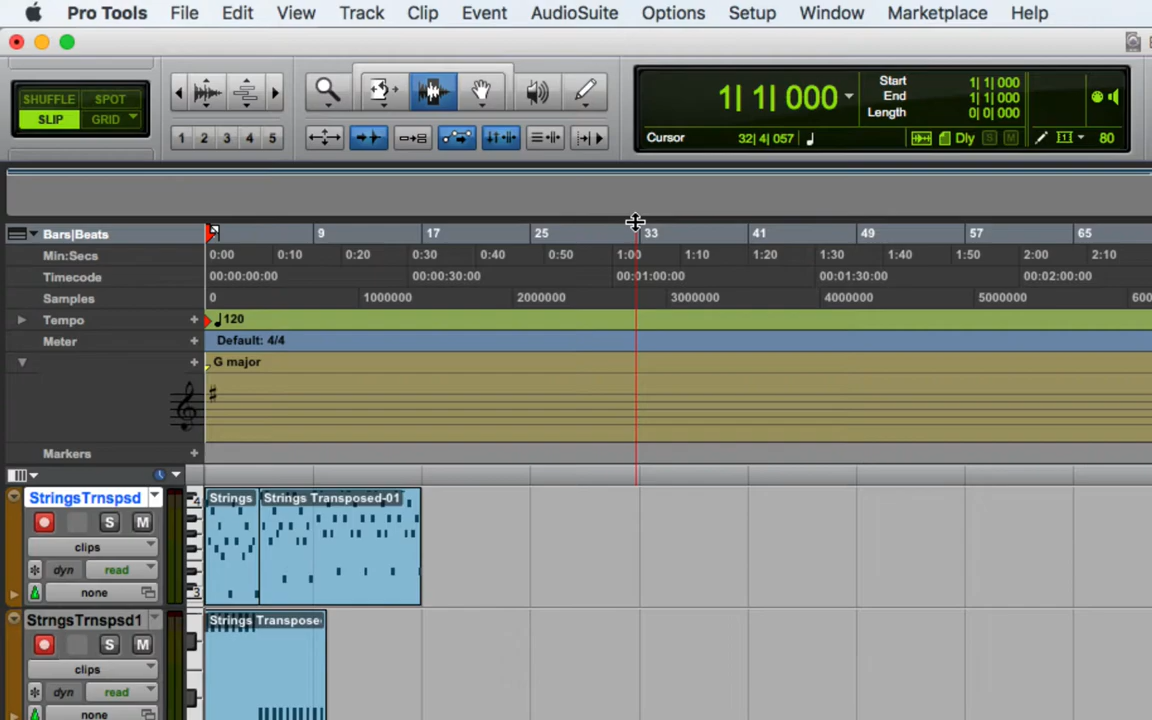 Pro Tools File Edit View Track Clip Event AudioSuite Options Setup Window Marketplace Help
SHUFFLE SPOT
SLIP GRID
1 2 3 4 5
1| 1| 000
Start 1| 1| 000
End 1| 1| 000
Length 0| 0| 000
Cursor 32| 4| 057 Dly S M 80
Bars|Beats 9 17 25 33 41 49 57 65
Min:Secs 0:00 0:10 0:20 0:30 0:40 0:50 1:00 1:10 1:20 1:30 1:40 1:50 2:00 2:10
Timecode 00:00:00:00 00:00:30:00 00:01:00:00 00:01:30:00 00:02:00:00
Samples 0 1000000 2000000 3000000 4000000 5000000 600
Tempo + 120
Meter + Default: 4/4
+ G major
Markers +
StringsTrnspsd 4 Strings Strings Transposed-01
S M
clips
dyn read
none 3
StrngsTrnspsd1 Strings Transpose
S M
clips
dyn read
none